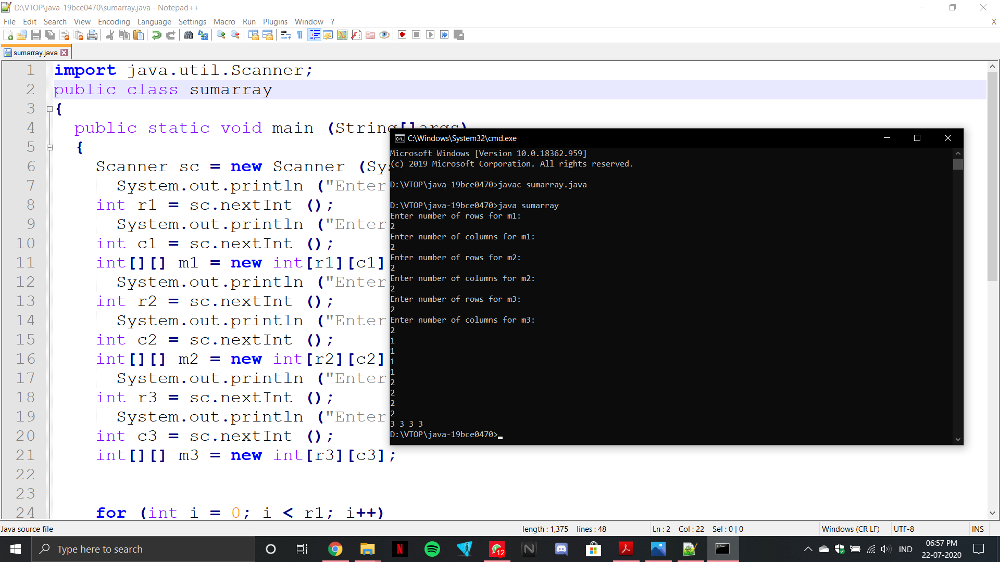 D:\VTOP\java-19bce0470\sumarray.java - Notepad++
File Edit Search View Encoding Language Settings Macro Run Plugins Window ? X
sumarray.java
1 import java.util.Scanner;
2 public class sumarray
3 {
4 public static void main (String[]args)
5 {
6 Scanner sc = new Scanner (Sys
7 System.out.println ("Enter
8 int r1 = sc.nextInt ();
9 System.out.println ("Enter
10 int c1 = sc.nextInt ();
11 int[][] m1 = new int[r1][c1]
12 System.out.println ("Enter
13 int r2 = sc.nextInt ();
14 System.out.println ("Enter
15 int c2 = sc.nextInt ();
16 int[][] m2 = new int[r2][c2]
17 System.out.println ("Enter
18 int r3 = sc.nextInt ();
19 System.out.println ("Enter
20 int c3 = sc.nextInt ();
21 int[][] m3 = new int[r3][c3];
22
23
24 for (int i = 0; i < r1; i++)
C:\Windows\System32\cmd.exe
Microsoft Windows [Version 10.0.18362.959]
(c) 2019 Microsoft Corporation. All rights reserved.
D:\VTOP\java-19bce0470>javac sumarray.java
D:\VTOP\java-19bce0470>java sumarray
Enter number of rows for m1:
2
Enter number of columns for m1:
2
Enter number of rows for m2:
2
Enter number of columns for m2:
2
Enter number of rows for m3:
2
Enter number of columns for m3:
2
1
1
1
1
2
2
2
2
3 3 3 3
D:\VTOP\java-19bce0470>
Java source file length : 1,375 lines : 48 Ln : 2 Col : 22 Sel : 0 | 0 Windows (CR LF) UTF-8 INS
Type here to search
12
IND
06:57 PM
22-07-2020